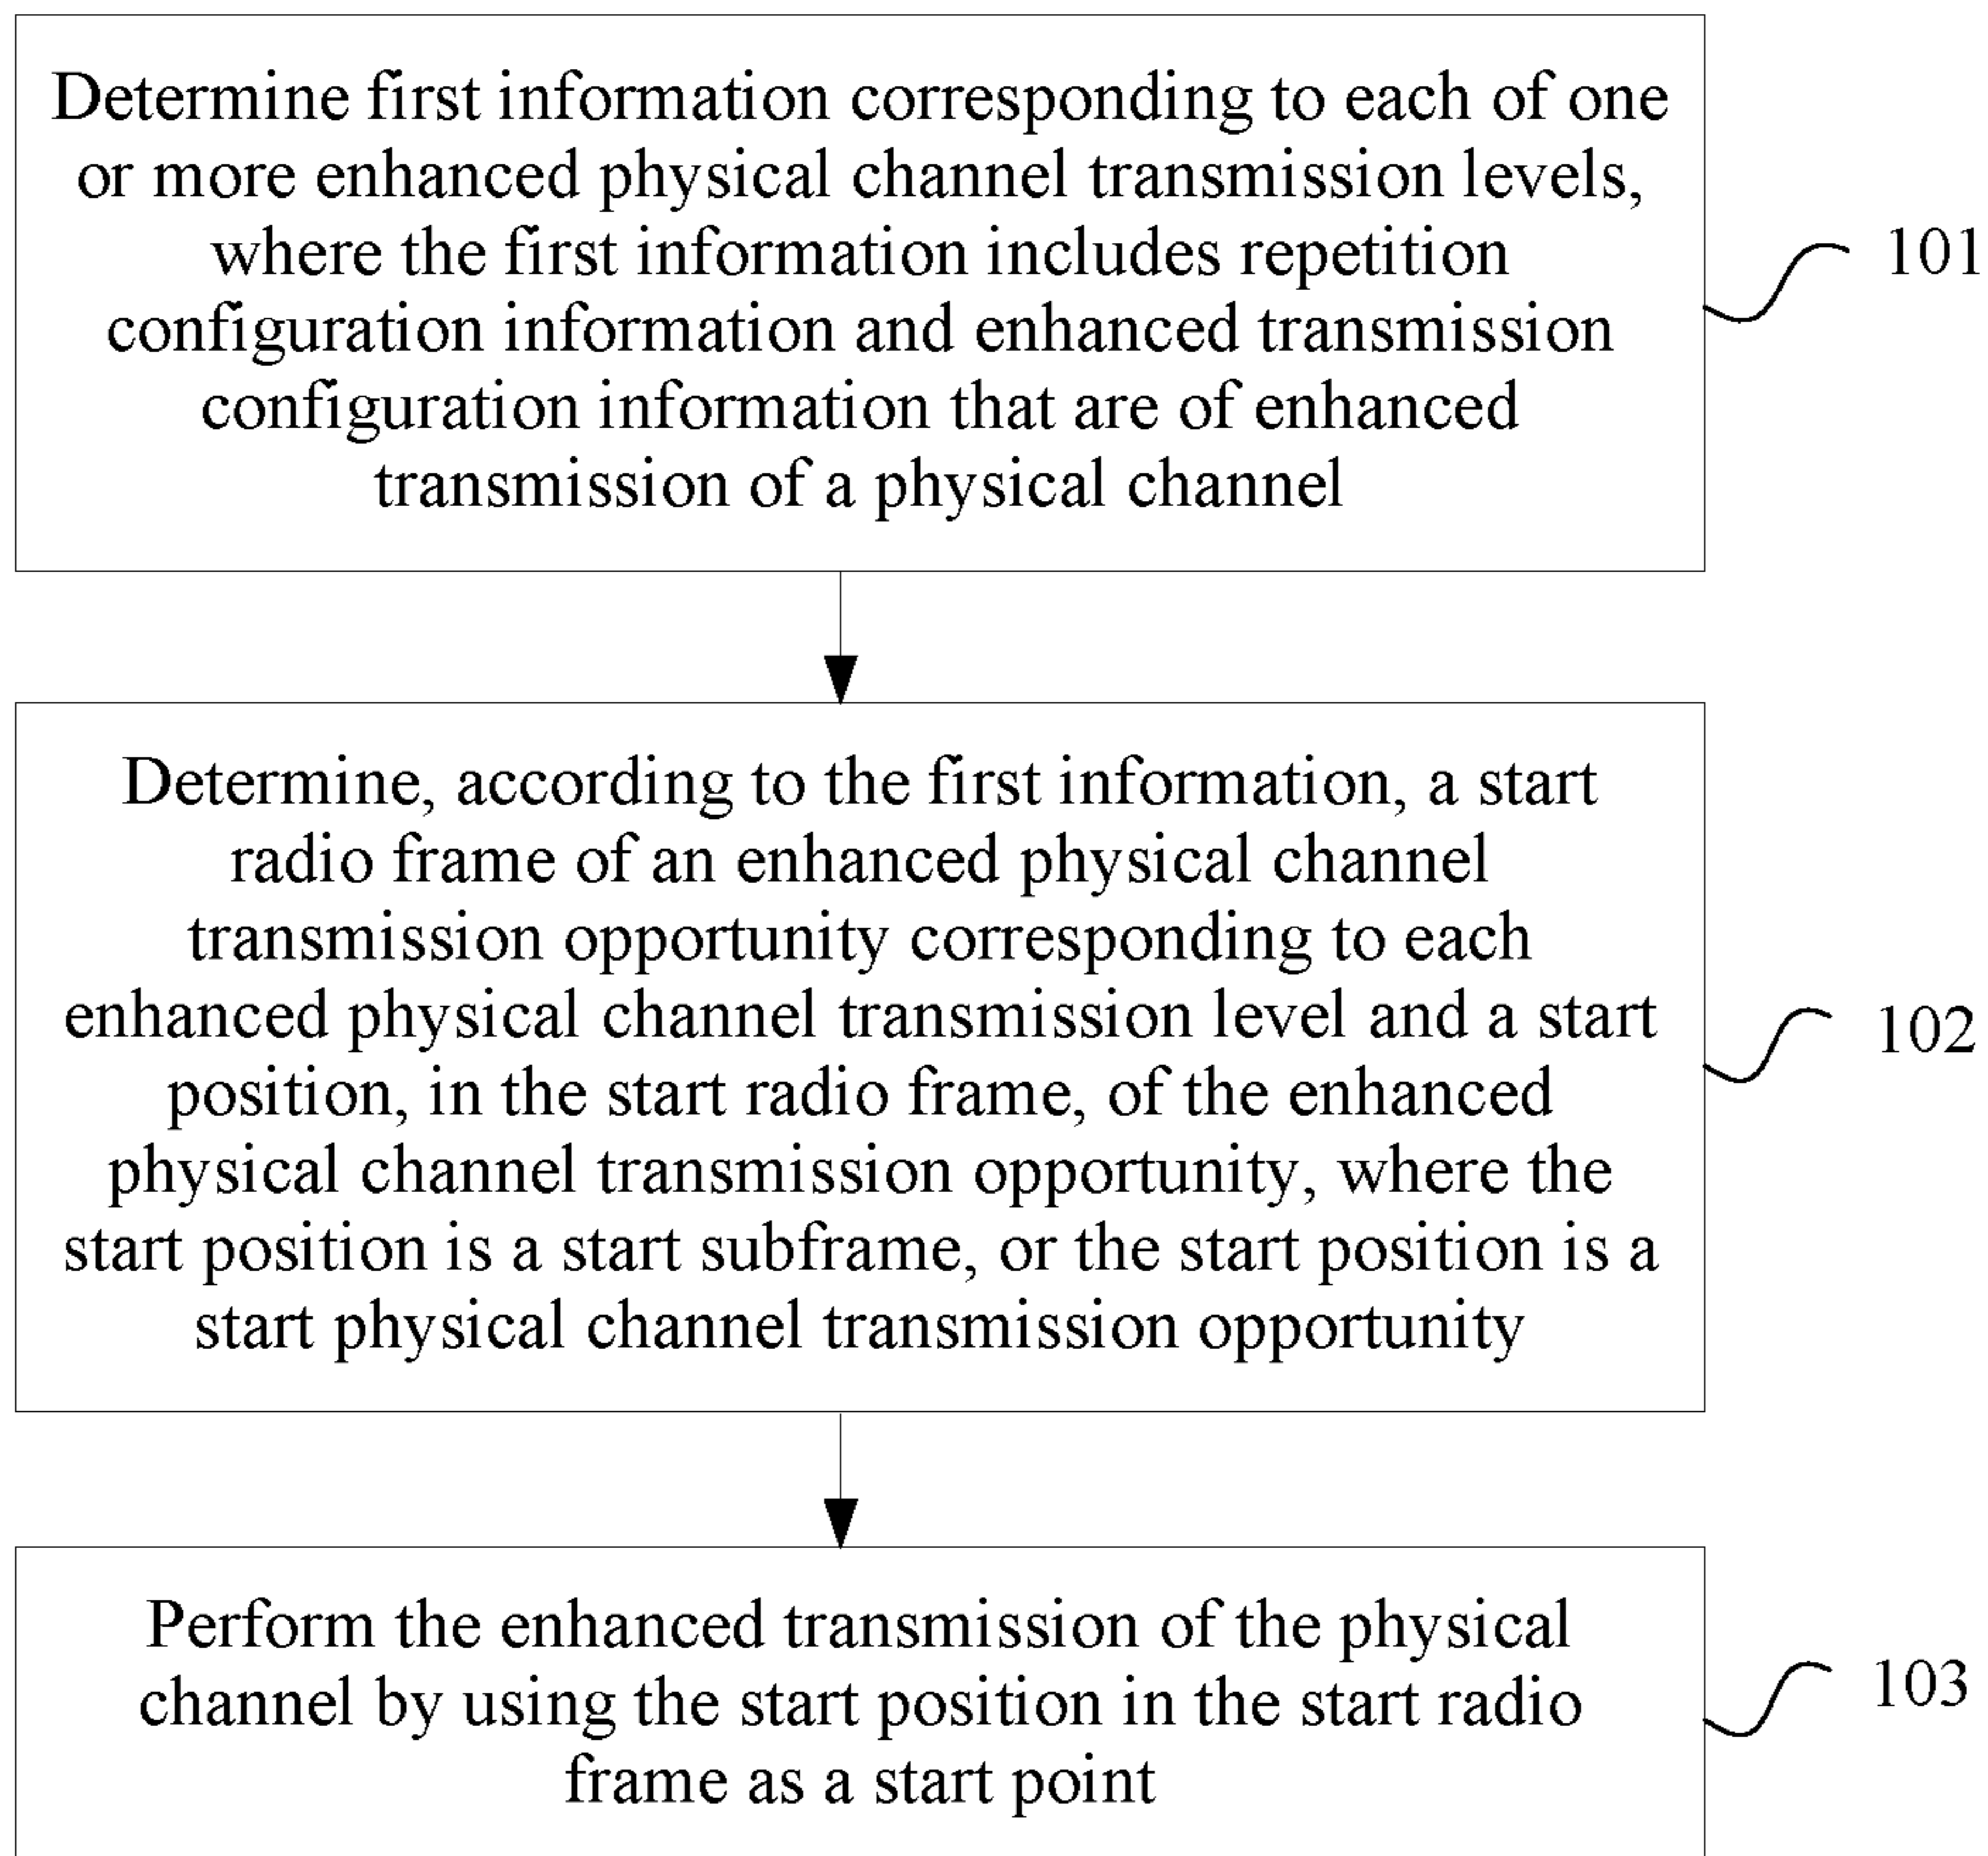 Determine first information corresponding to each of one
or more enhanced physical channel transmission levels,
where the first information includes repetition
configuration information and enhanced transmission
configuration information that are of enhanced
transmission of a physical channel
101
Determine, according to the first information, a start
radio frame of an enhanced physical channel
transmission opportunity corresponding to each
enhanced physical channel transmission level and a start
position, in the start radio frame, of the enhanced
physical channel transmission opportunity, where the
start position is a start subframe, or the start position is a
start physical channel transmission opportunity
102
Perform the enhanced transmission of the physical
channel by using the start position in the start radio
frame as a start point
103